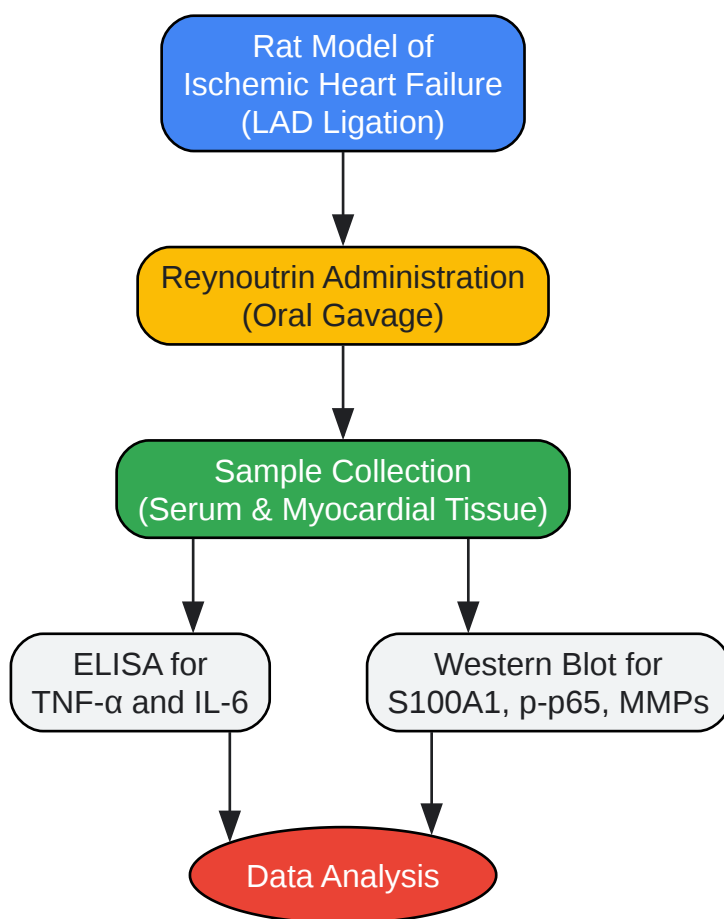 Rat Model of
Ischemic Heart Failure
(LAD Ligation)
Reynoutrin Administration
(Oral Gavage)
Sample Collection
(Serum & Myocardial Tissue)
ELISA for
TNF-α and IL-6
Western Blot for
S100A1, p-p65, MMPs
Data Analysis